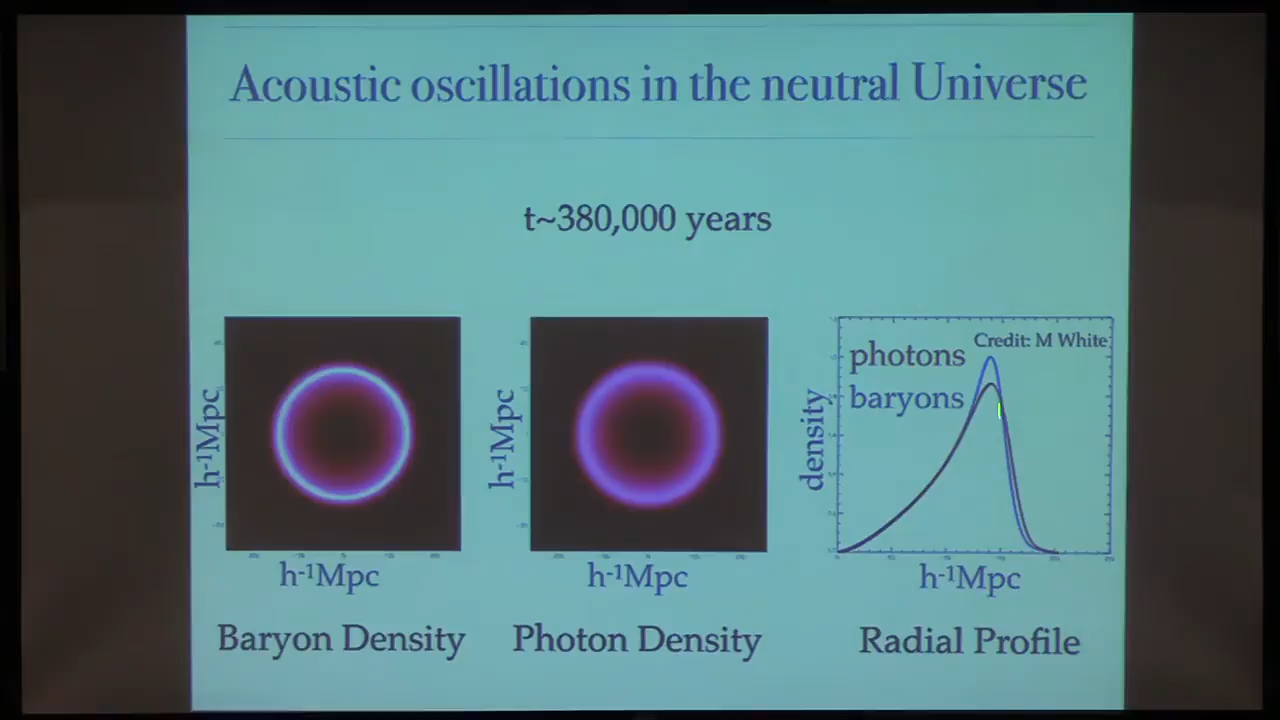 Acoustic oscillations in the neutral Universe
t~380,000 years
h-1Mpc
h-1Mpc
Baryon Density
h-1Mpc
h-1Mpc
Photon Density
Credit: M White
photons
baryons
density
h-1Mpc
Radial Profile